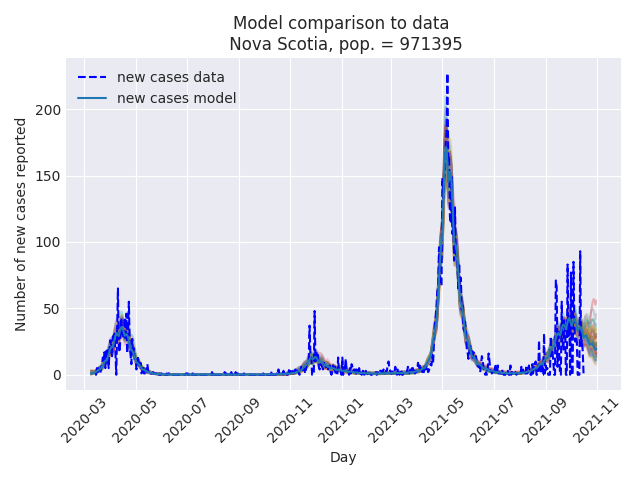 Model comparison to data
Nova Scotia, pop. = 971395
new cases data
new cases model
Number of new cases reported
200
150
100
50
0
2020-03
2020-05
2020-07
2020-09
2020-11
2021-01
2021-03
2021-05
2021-07
2021-09
2021-11
Day